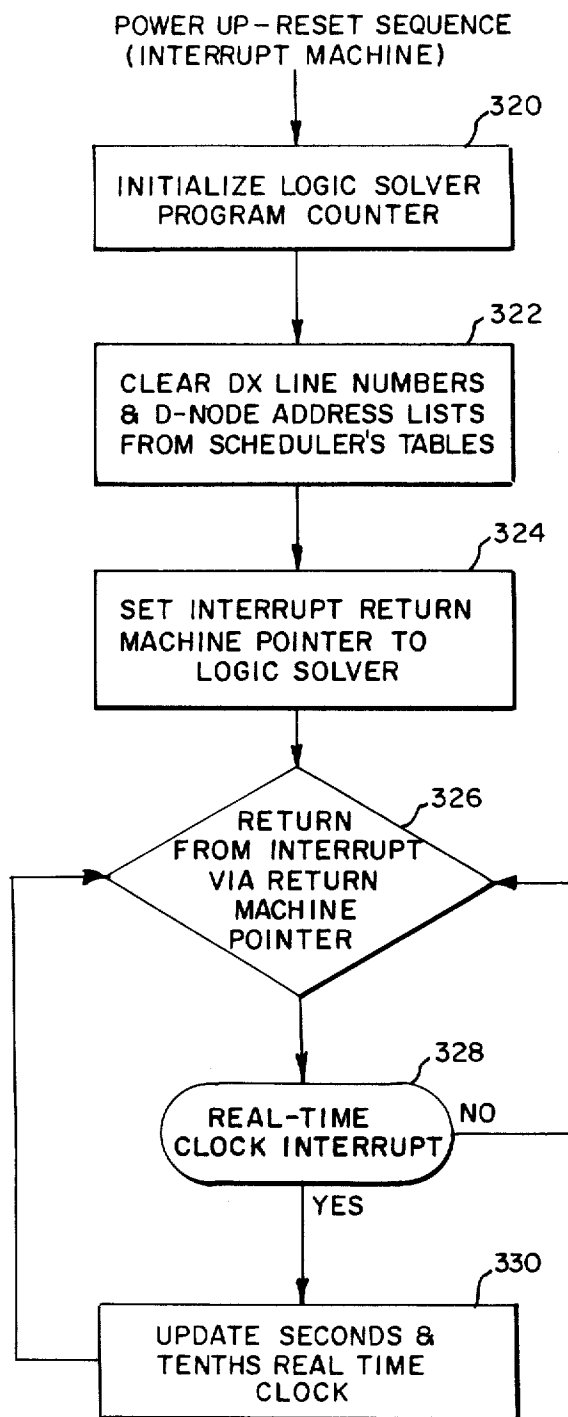 POWER UP-RESET SEQUENCE
(INTERRUPT MACHINE)
320
INITIALIZE LOGIC SOLVER
PROGRAM COUNTER
322
CLEAR DX LINE NUMBERS
& D-NODE ADDRESS LISTS
FROM SCHEDULER'S TABLES
324
SET INTERRUPT RETURN
MACHINE POINTER TO
LOGIC SOLVER
326
RETURN
FROM INTERRUPT
VIA RETURN
MACHINE
POINTER
328
REAL-TIME
CLOCK INTERRUPT
NO
YES
330
UPDATE SECONDS &
TENTHS REAL TIME
CLOCK